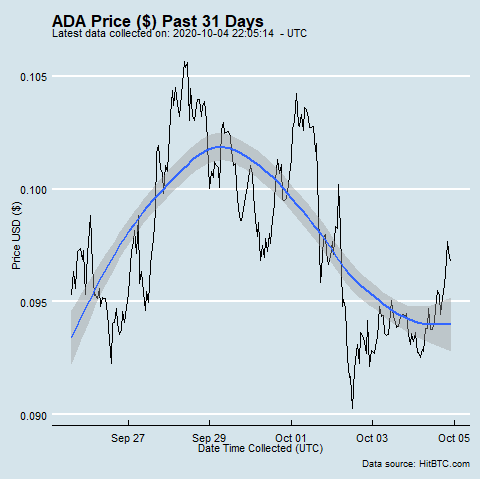 ADA Price ($) Past 31 Days
Latest data collected on: 2020-10-04 22:05:14  - UTC
0.105
0.100
0.095
0.090
Price USD ($)
Sep 27 Sep 29 Oct 01 Oct 03 Oct 05
Date Time Collected (UTC)
Data source: HitBTC.com